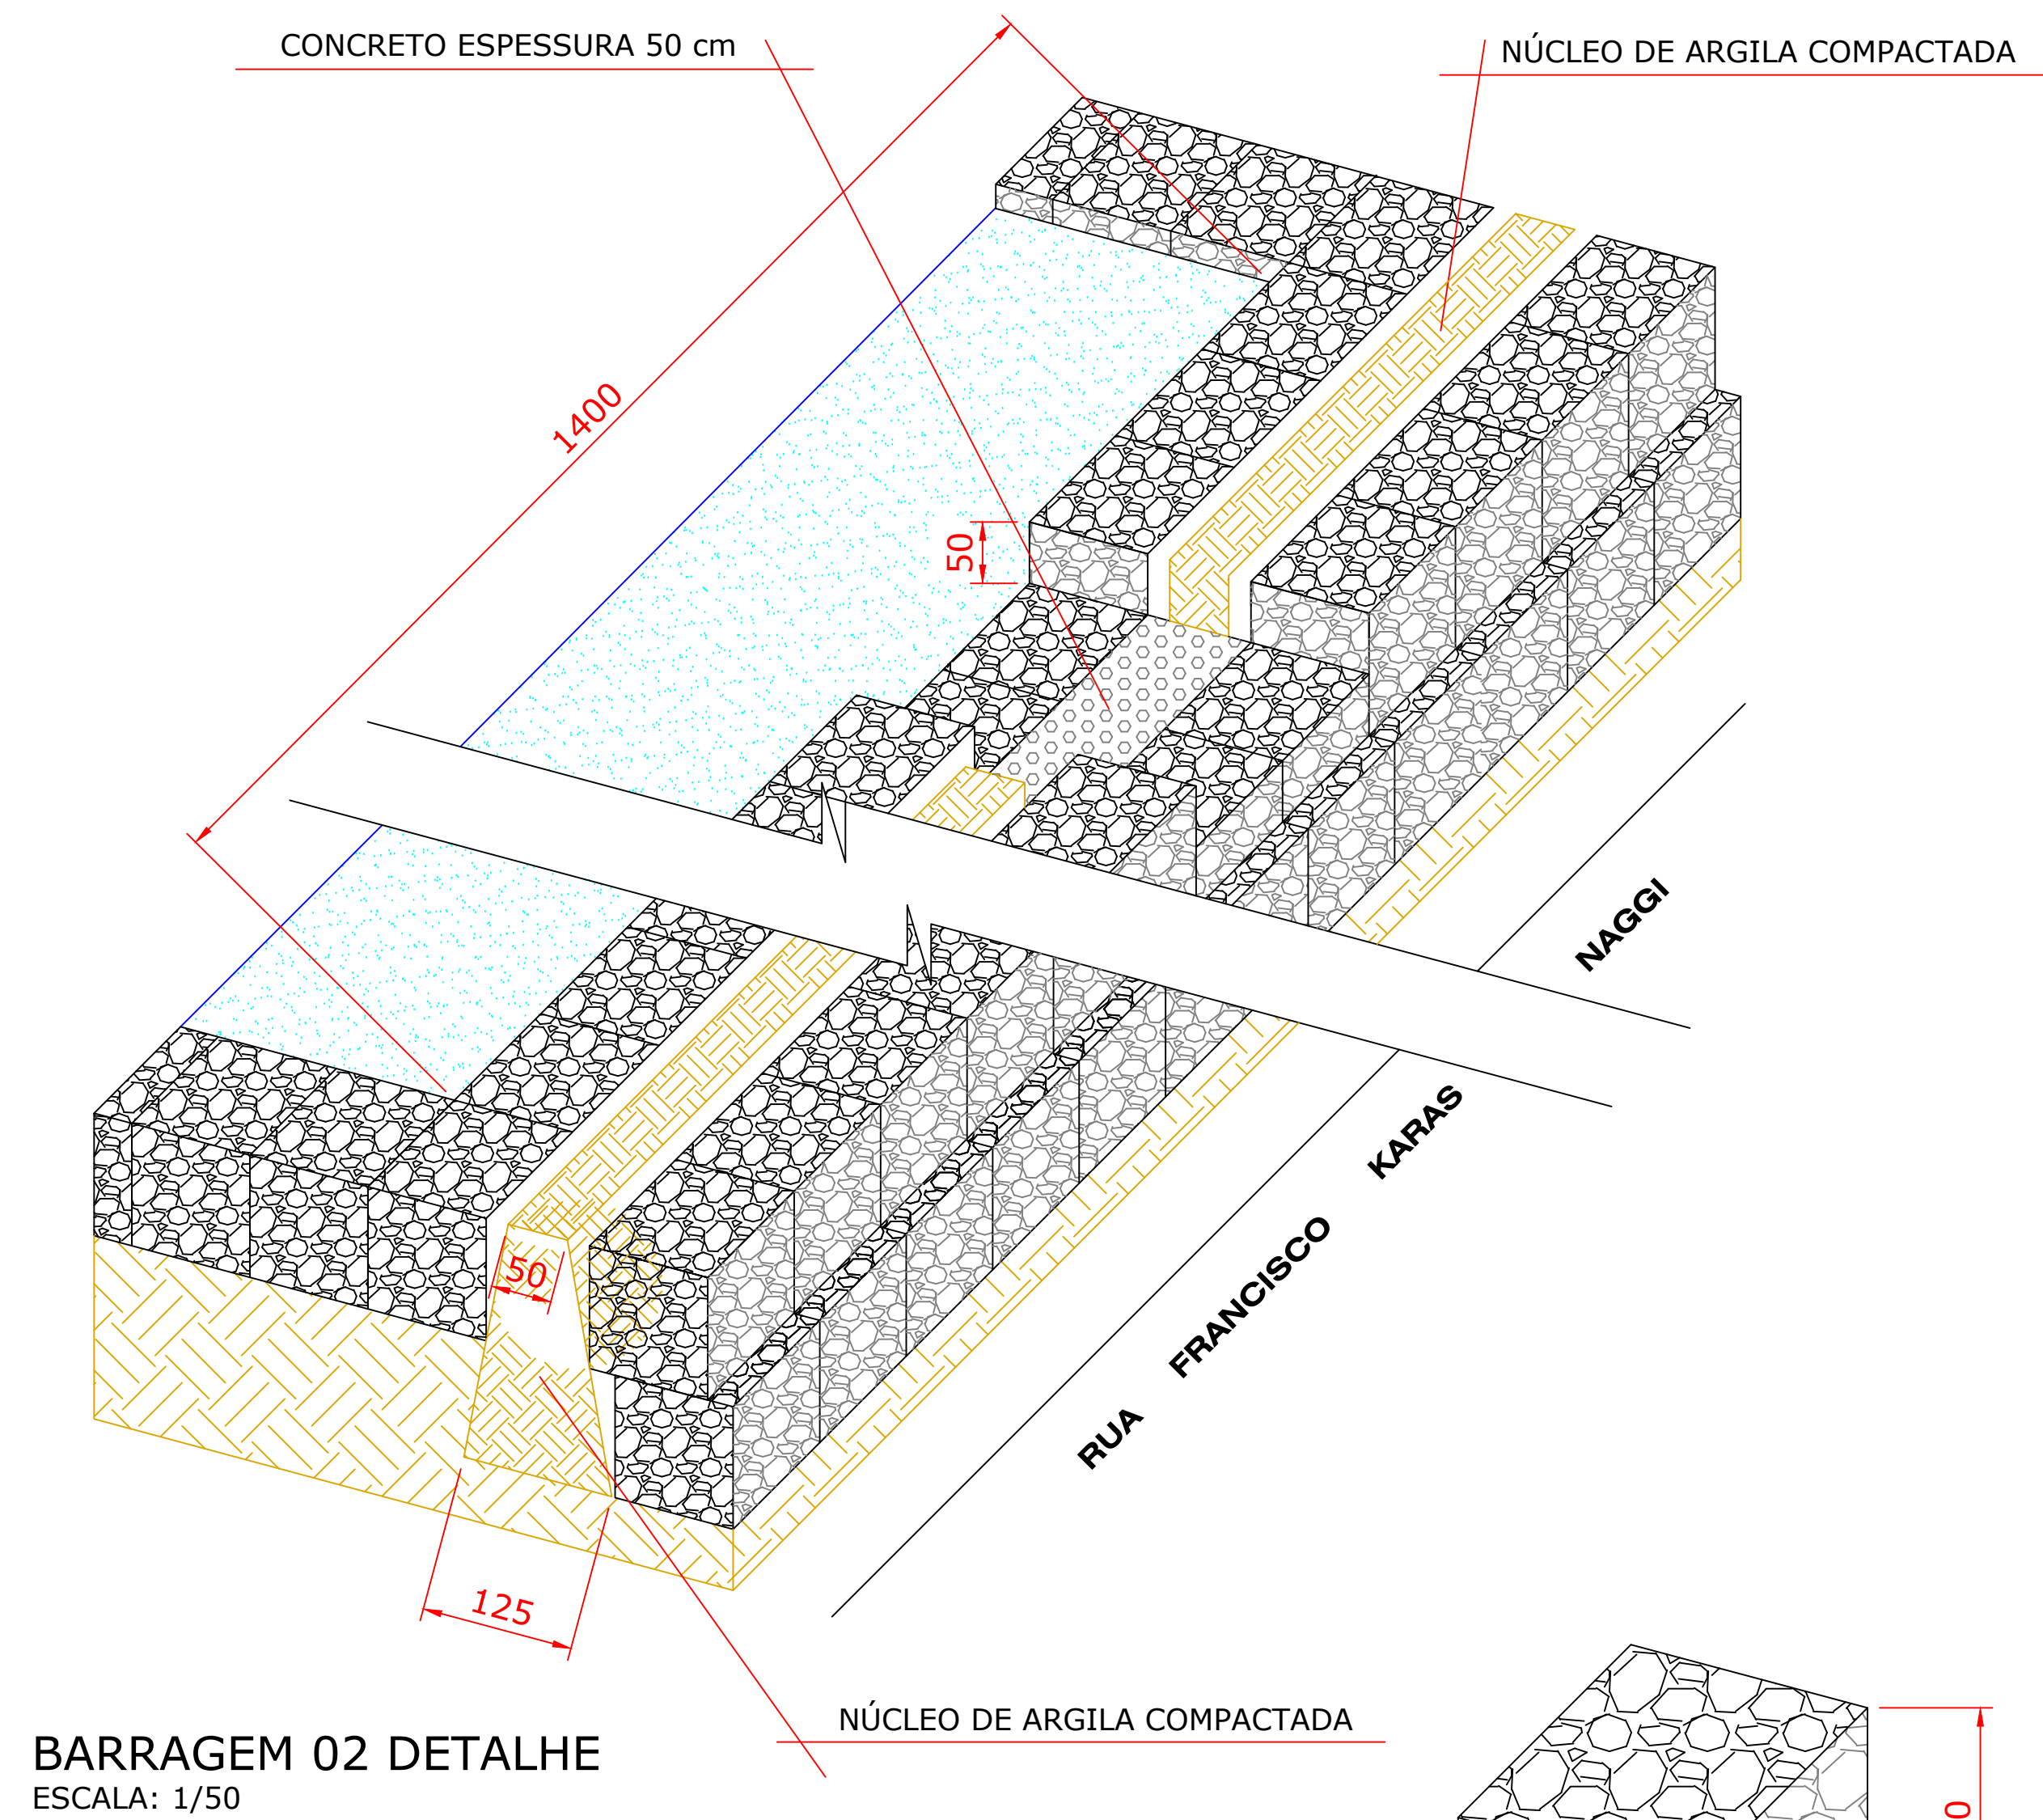 CONCRETO ESPESSURA 50 cm
NÚCLEO DE ARGILA COMPACTADA
1400
50
NAGGI
KARAS
FRANCISCO
RUA
50
125
NÚCLEO DE ARGILA COMPACTADA
BARRAGEM 02 DETALHE
ESCALA: 1/50